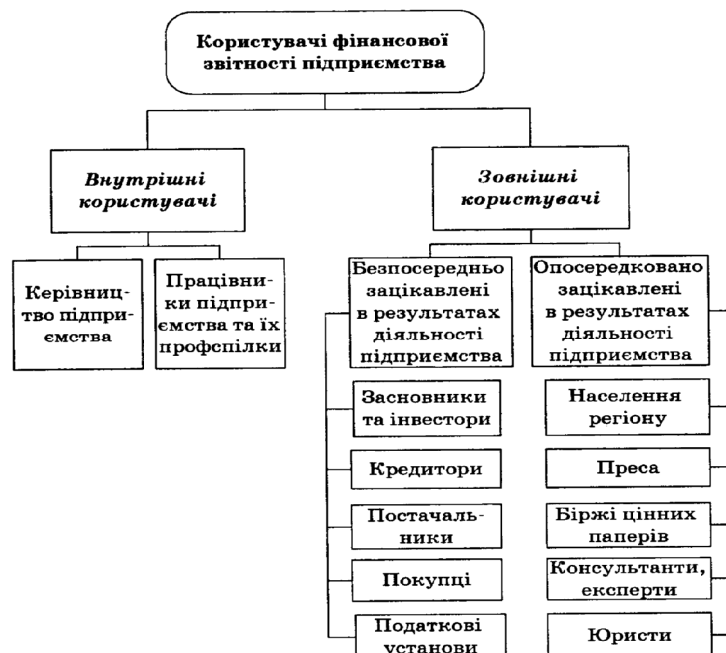 Користувачі фінансової
звітності підприємства
Внутрішні
користувачі
Зовнішні
користувачі
Керівниц-
тво підпри-
ємства
Працівни-
ки підпри-
ємства та їх
профспілки
Безпосередньо
зацікавлені
в результатах
діяльності
підприємства
Опосередковано
зацікавлені
в результатах
діяльності
підприємства
Засновники
та інвестори
Населення
регіону
Кредитори
Преса
Постачаль-
ники
Біржі цінних
паперів
Покупці
Консультанти,
експерти
Податкові
установи
Юристи